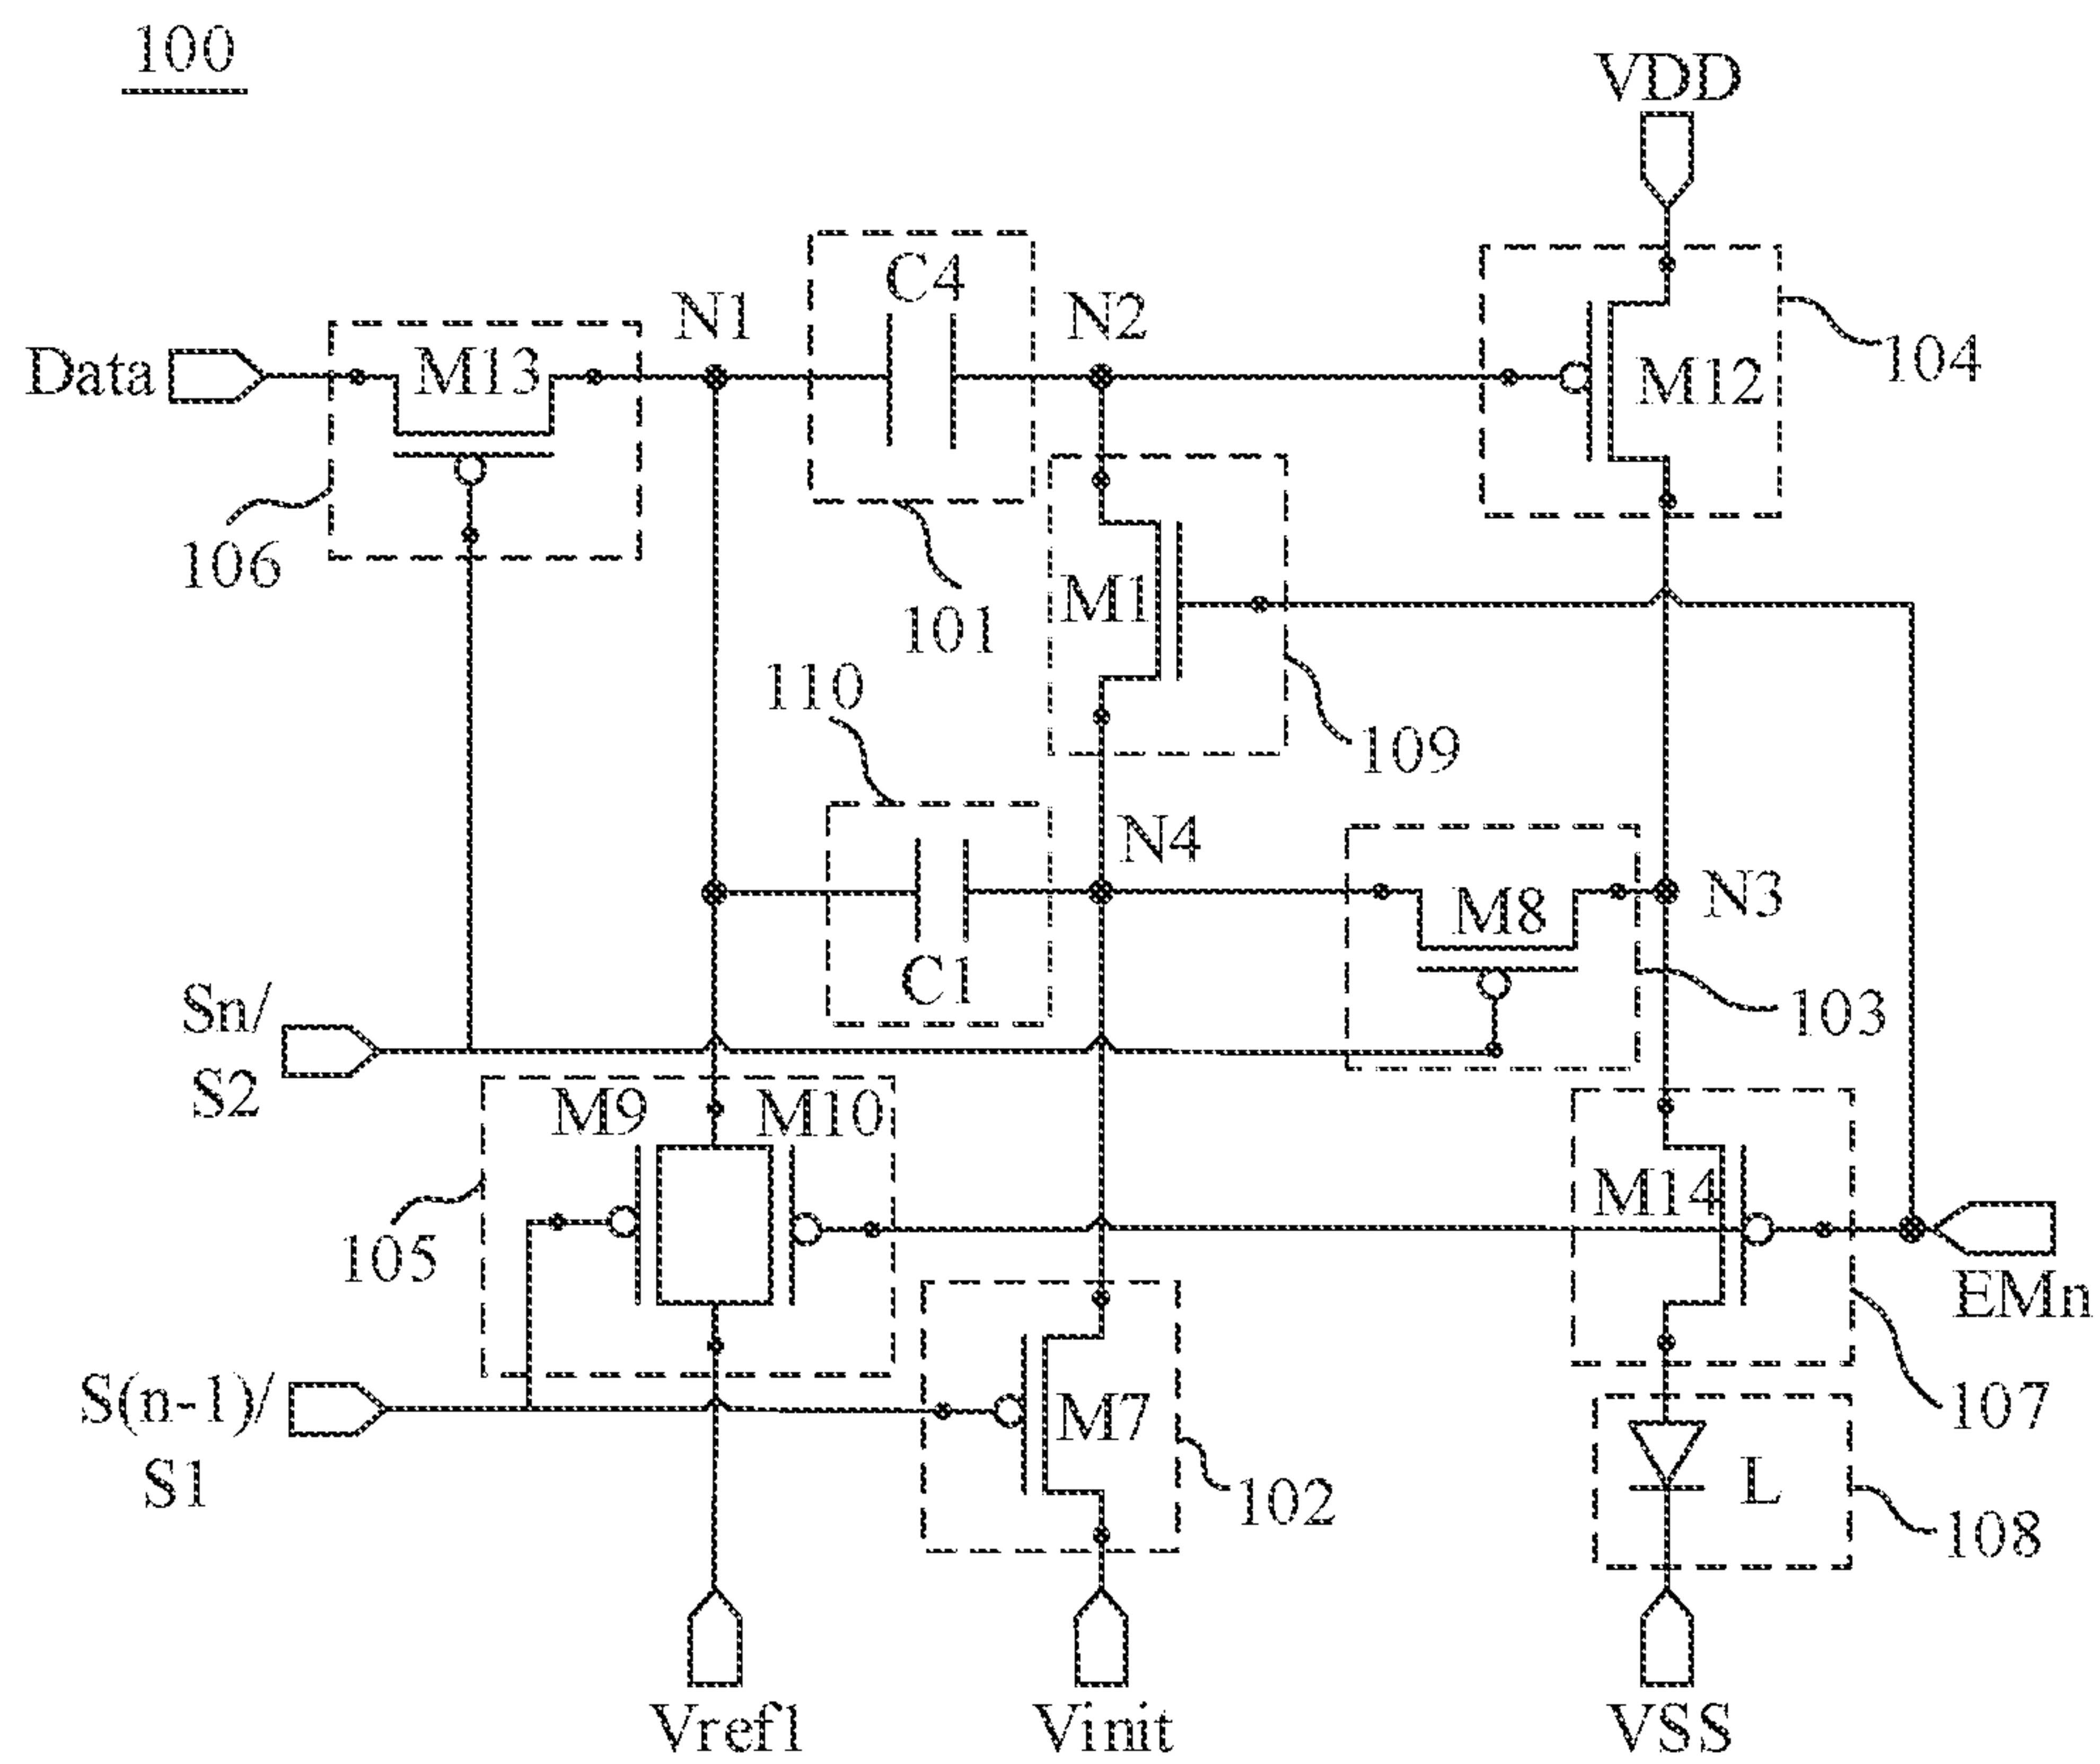 100
VDD
C4
N1
N2
Data
M13
M12
104
106
M1
101
110
109
N4
M8
N3
C1
103
Sn/
S2
M9
M10
M14
105
EMn
S(n-1)/
S1
M7
107
102
L
108
Vref1
Vinit
VSS